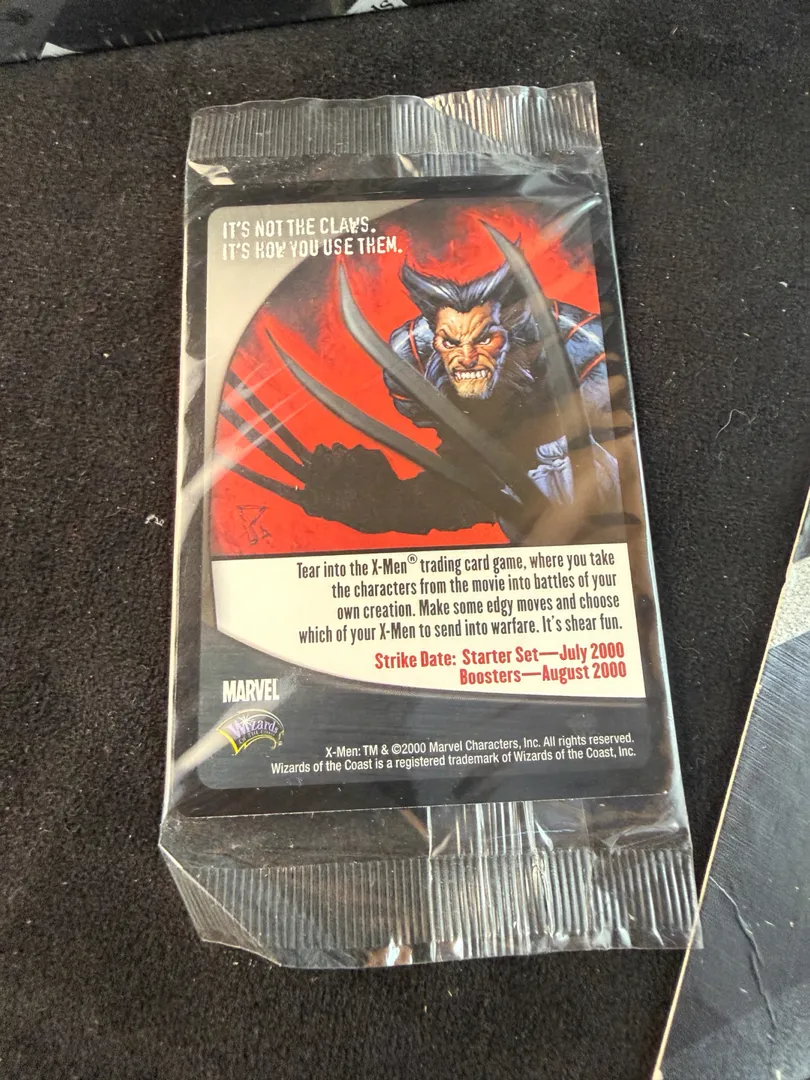 IT'S NOT THE CLAWS.
IT'S HOW YOU USE THEM.
Tear into the X-Men® trading card game, where you take
the characters from the movie into battles of your
own creation. Make some edgy moves and choose
which of your X-Men to send into warfare. It's shear fun.
Strike Date: Starter Set—July 2000
Boosters—August 2000
MARVEL
Wizards
OF THE COAST
X-Men: TM & ©2000 Marvel Characters, Inc. All rights reserved.
Wizards of the Coast is a registered trademark of Wizards of the Coast, Inc.